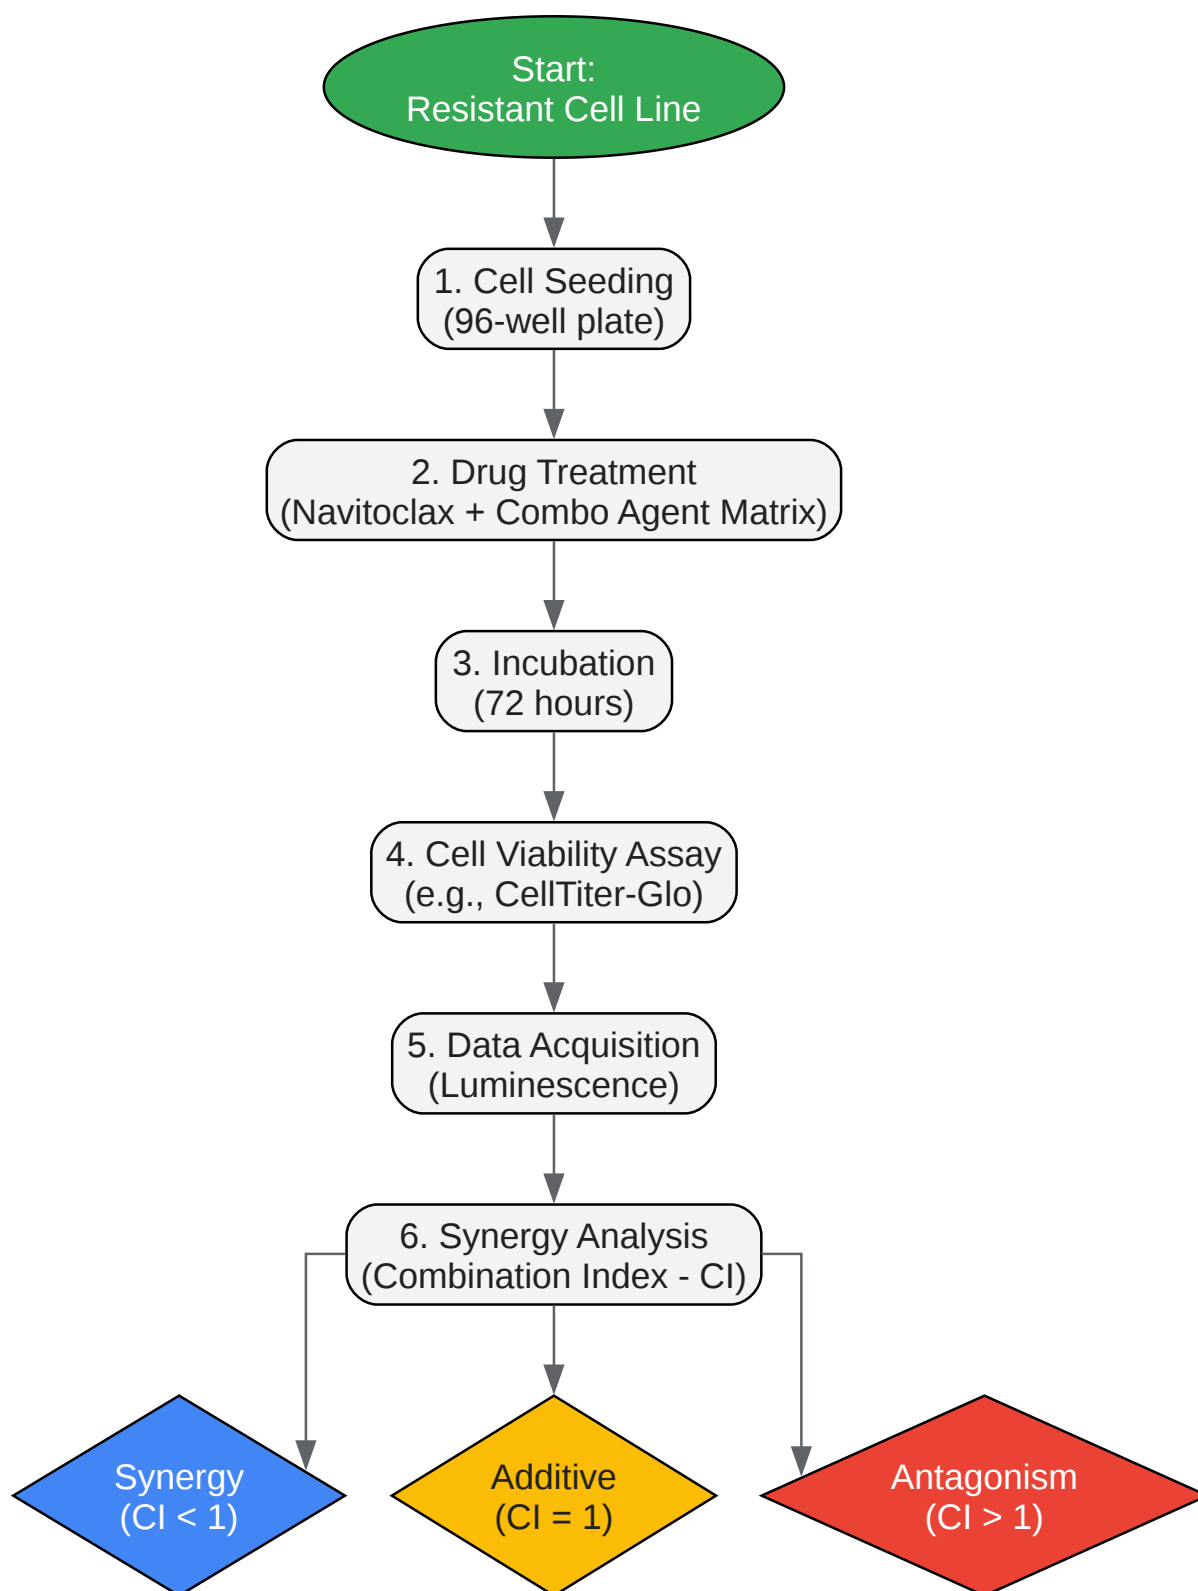 Start:
Resistant Cell Line
1. Cell Seeding
(96-well plate)
2. Drug Treatment
(Navitoclax + Combo Agent Matrix)
3. Incubation
(72 hours)
4. Cell Viability Assay
(e.g., CellTiter-Glo)
5. Data Acquisition
(Luminescence)
6. Synergy Analysis
(Combination Index - CI)
Synergy
(CI < 1)
Additive
(CI = 1)
Antagonism
(CI > 1)